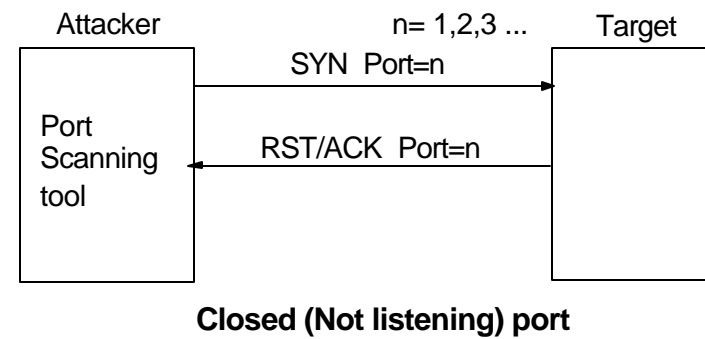 Attacker
n= 1,2,3 ...
Target
SYN Port=n
Port
Scanning
tool
RST/ACK Port=n
Closed (Not listening) port